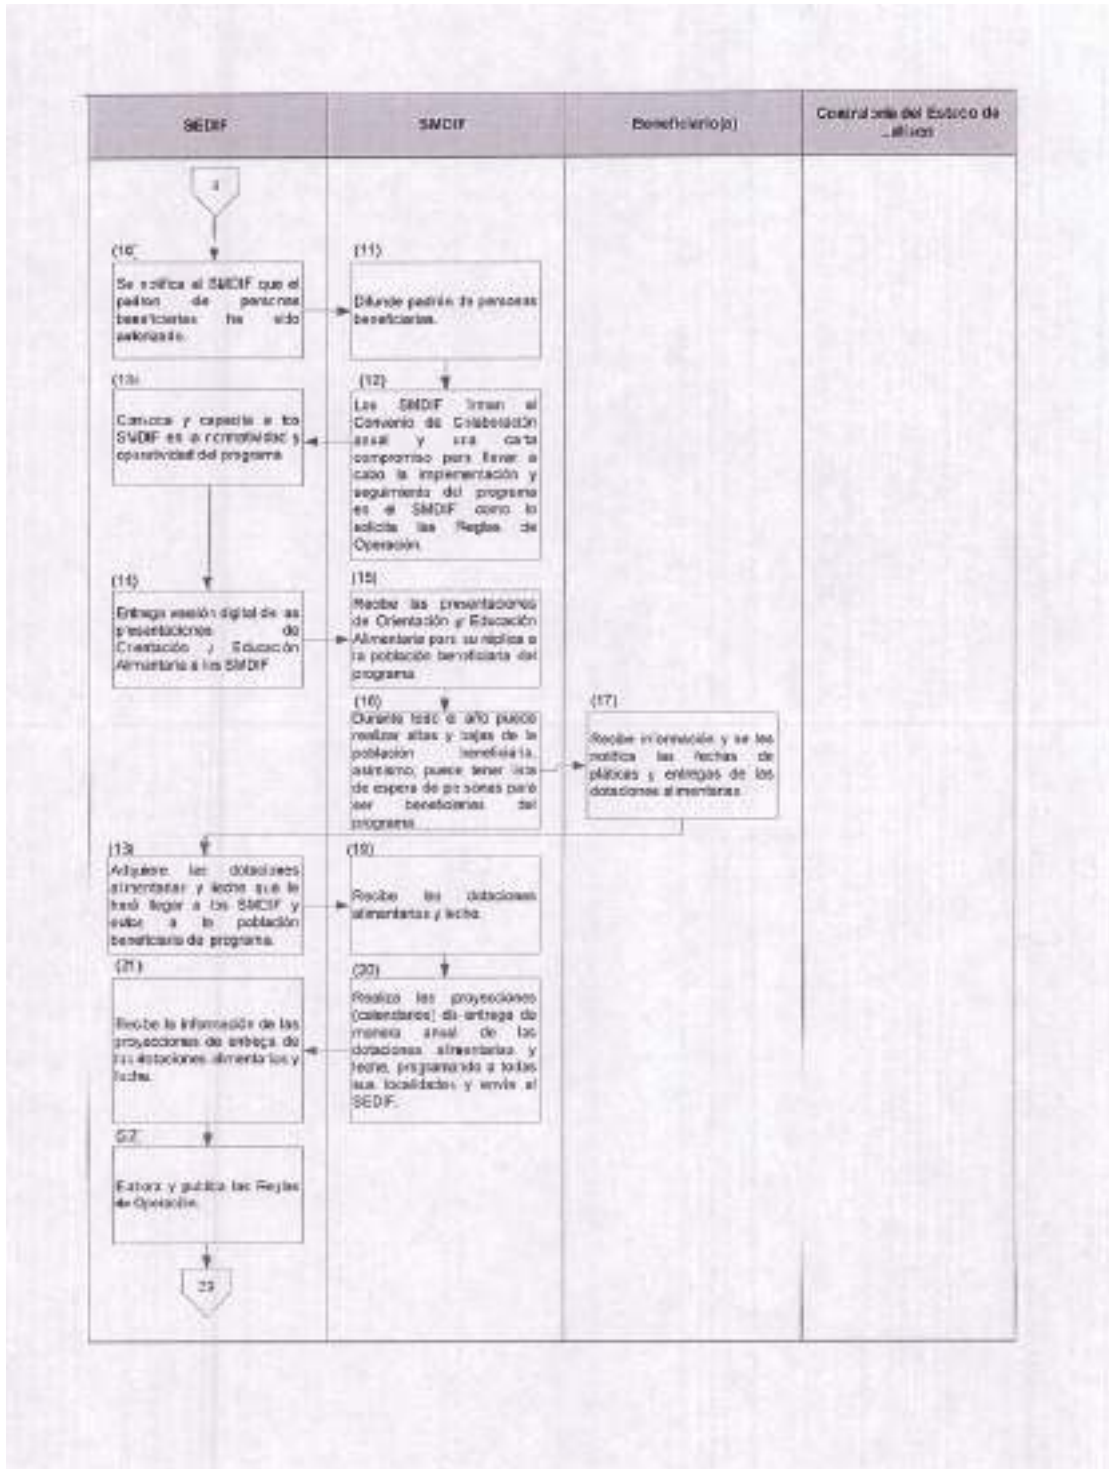 SEDIF
SMDIF
Beneficiario(a)
Contraloría del Estado de
Jalisco
(10)
Se notifica al SMDIF que el
padrón de personas
beneficiarias ha sido
autorizado.
(11)
Difunde padrón de personas
beneficiarias.
(12)
Los SMDIF firman el
Convenio de Colaboración
anual y una carta
compromiso para llevar a
cabo la implementación y
seguimiento del programa
en el SMDIF como lo
solicita las Reglas de
Operación.
(13)
Convoca y capacita a los
SMDIF en la normatividad y
operatividad del programa
(14)
Entrega versión digital de las
presentaciones de
Orientación y Educación
Alimentaria a los SMDIF
(15)
Recibe las presentaciones
de Orientación y Educación
Alimentaria para su réplica a
la población beneficiaria del
programa
(16)
Durante todo el año puede
realizar altas y bajas de la
población beneficiaria,
asimismo, puede tener lista
de espera de personas para
ser beneficiarias del
programa
(17)
Recibe información y se les
notifica las fechas de
pláticas y entregas de las
dotaciones alimentarias
Adquiere las dotaciones
alimentarias y leche que le
hará llegar a los SMDIF y
estos a la población
beneficiaria de programa.
(19)
Recibe las dotaciones
alimentarias y leche.
(20)
Realiza las proyecciones
(calendarios) de entrega de
manera anual de las
dotaciones alimentarias y
leche, programando a todas
sus localidades y envía al
SEDIF.
(21)
Recibe la información de las
proyecciones de entrega de
las dotaciones alimentarias y
leche.
Elabora y publica las Reglas
de Operación.
23